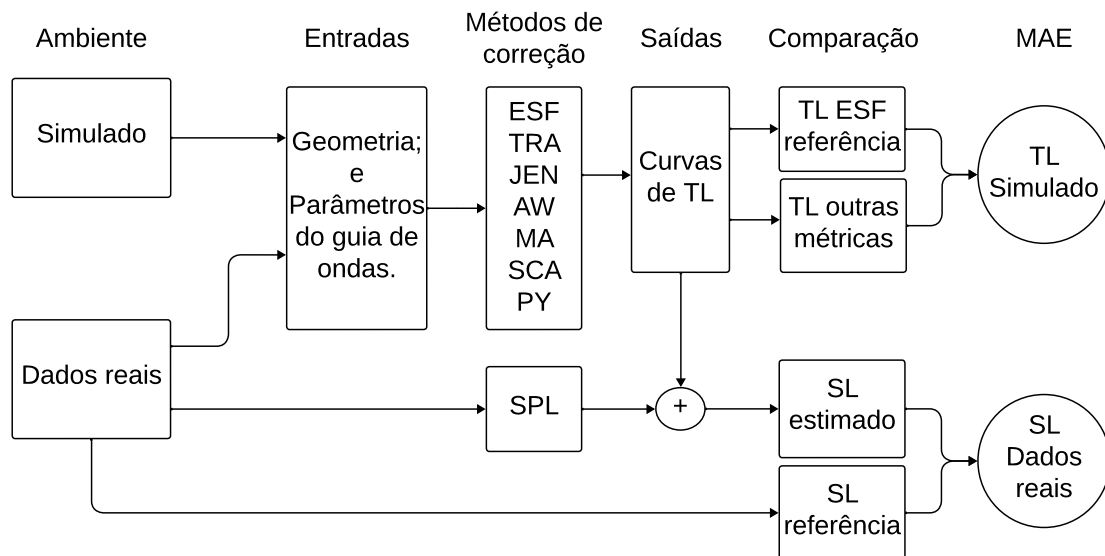 Ambiente
Entradas
Métodos de
correção
Saídas
Comparação
MAE
Simulado
Geometria;
e
Parâmetros
do guia de
ondas.
ESF
TRA
JEN
AW
MA
SCA
PY
Curvas
de TL
TL ESF
referência
TL outras
métricas
TL
Simulado
Dados reais
SPL
+
SL
estimado
SL
referência
SL
Dados
reais